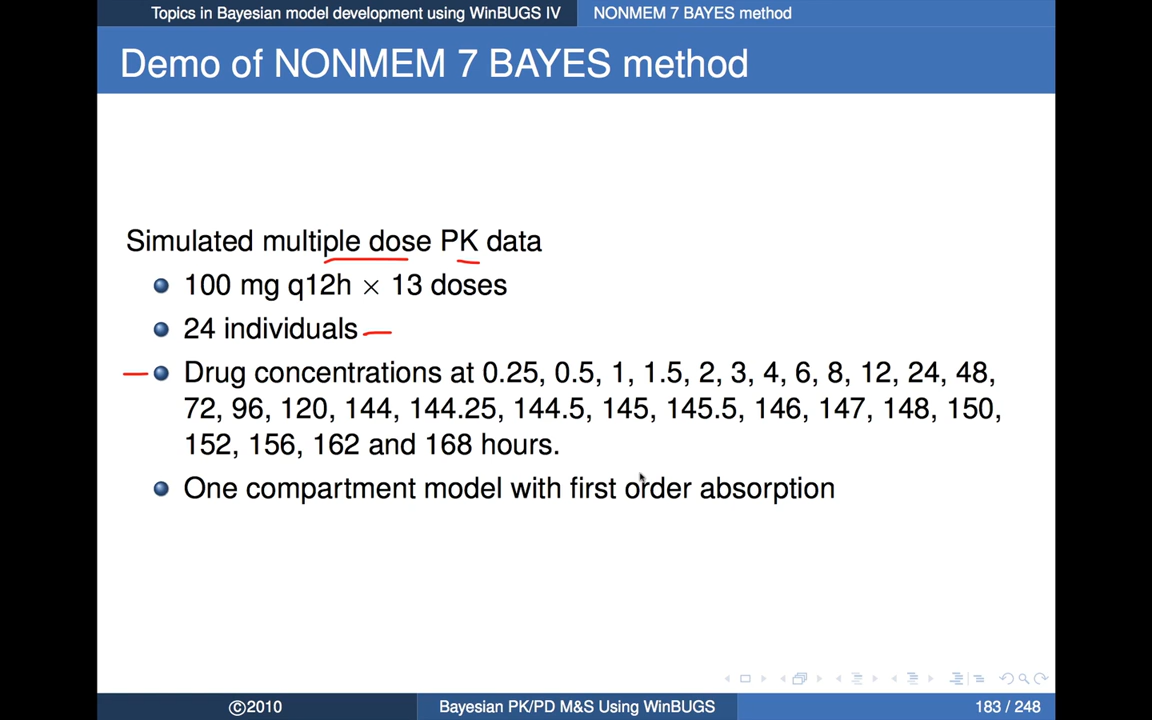 Topics in Bayesian model development using WinBUGS IV
NONMEM 7 BAYES method
Demo of NONMEM 7 BAYES method
Simulated multiple dose PK data
100 mg q12h × 13 doses
24 individuals
Drug concentrations at 0.25, 0.5, 1, 1.5, 2, 3, 4, 6, 8, 12, 24, 48,
72, 96, 120, 144, 144.25, 144.5, 145, 145.5, 146, 147, 148, 150,
152, 156, 162 and 168 hours.
One compartment model with first order absorption
©2010
Bayesian PK/PD M&S Using WinBUGS
183 / 248